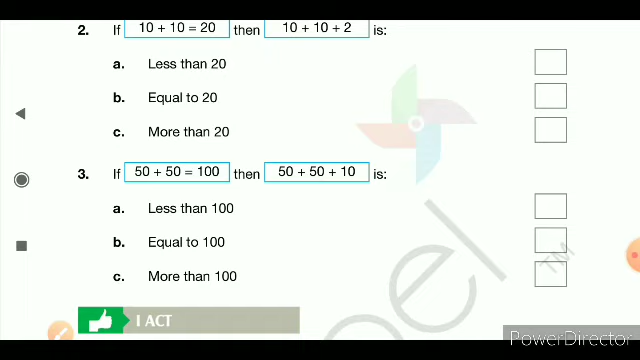 2. If 10 + 10 = 20 then 10 + 10 + 2 is:
a. Less than 20
b. Equal to 20
c. More than 20
3. If 50 + 50 = 100 then 50 + 50 + 10 is:
a. Less than 100
b. Equal to 100
c. More than 100
TM
I ACT
PowerDirector